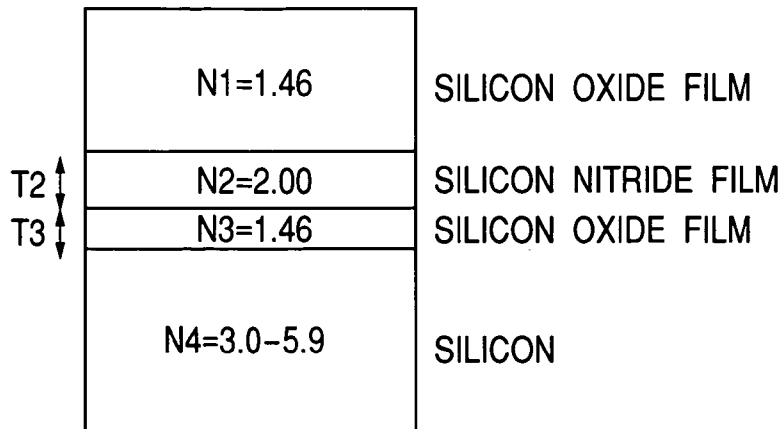 N1=1.46 SILICON OXIDE FILM
T2 N2=2.00 SILICON NITRIDE FILM
T3 N3=1.46 SILICON OXIDE FILM
N4=3.0–5.9 SILICON